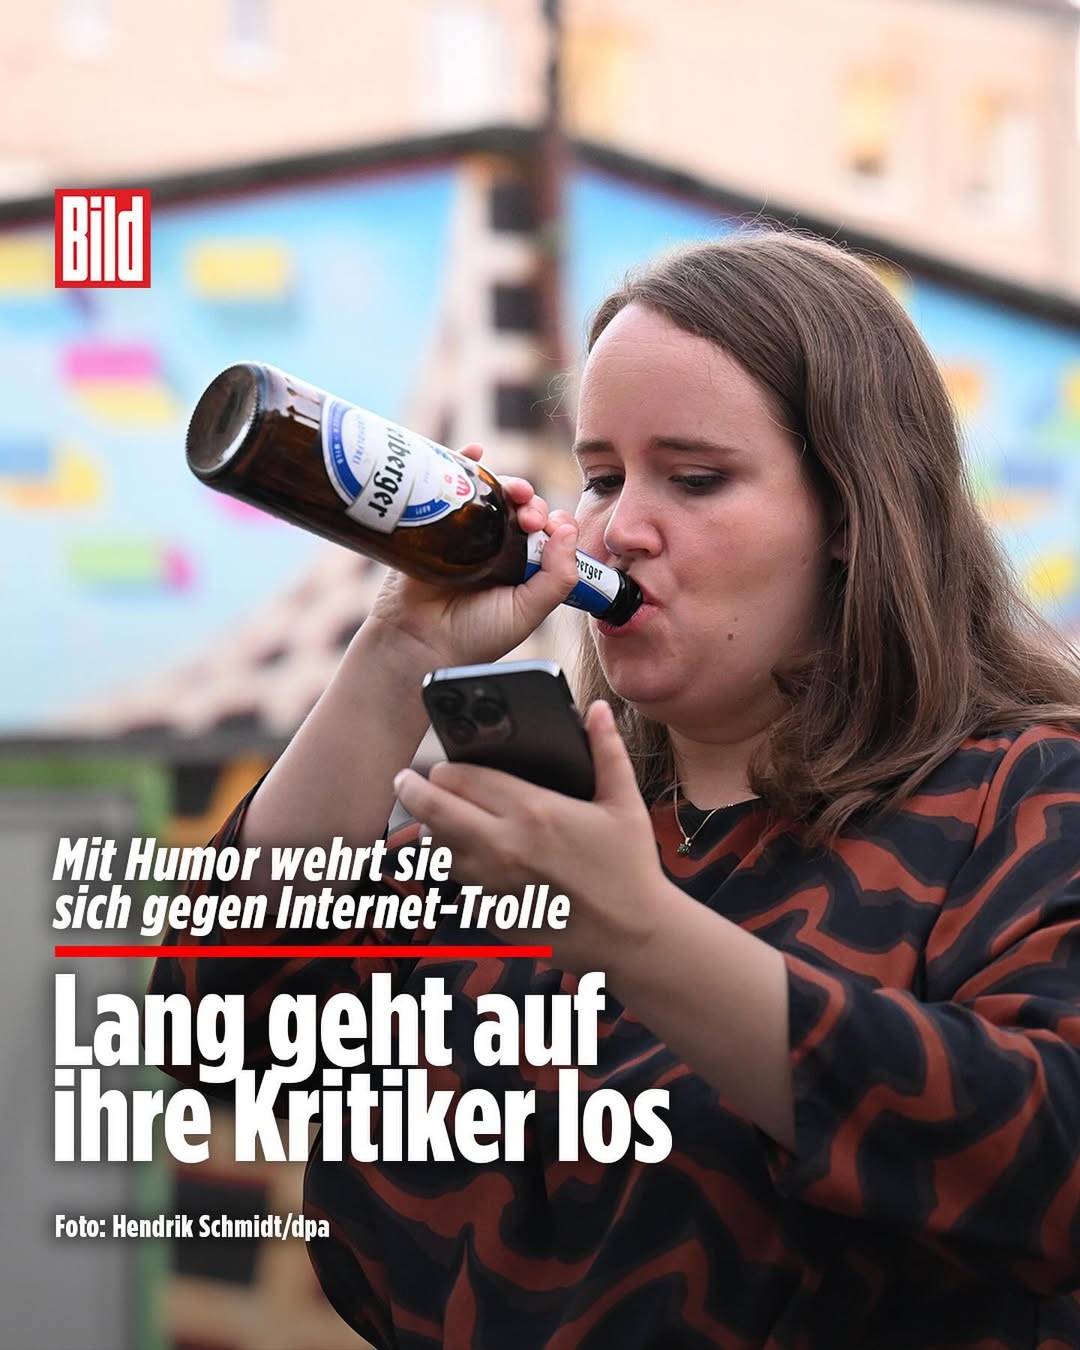 Bild
Mit Humor wehrt sie
sich gegen Internet-Trolle
Lang geht auf
ihre Kritiker los
Foto: Hendrik Schmidt/dpa